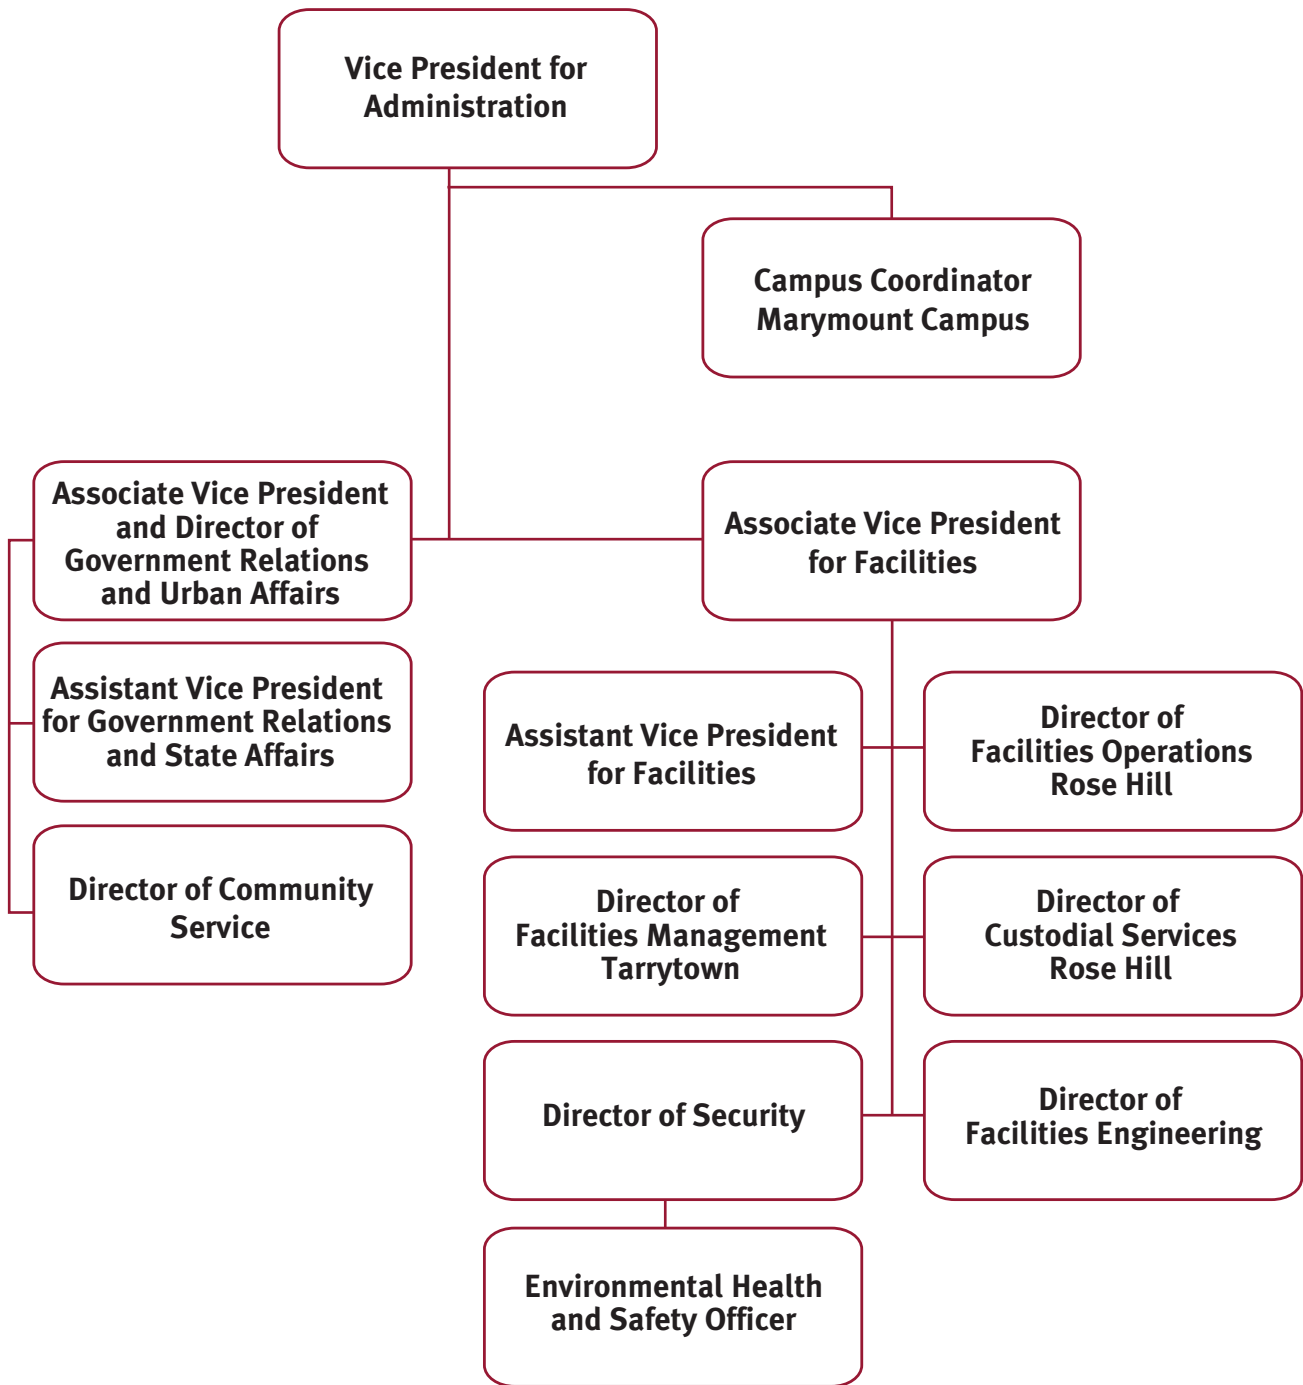 Vice President for
Administration
Campus Coordinator
Marymount Campus
Associate Vice President
and Director of
Government Relations
and Urban Affairs
Associate Vice President
for Facilities
Assistant Vice President
for Government Relations
and State Affairs
Director of Community
Service
Assistant Vice President
for Facilities
Director of
Facilities Operations
Rose Hill
Director of
Facilities Management
Tarrytown
Director of
Custodial Services
Rose Hill
Director of Security
Director of
Facilities Engineering
Environmental Health
and Safety Officer